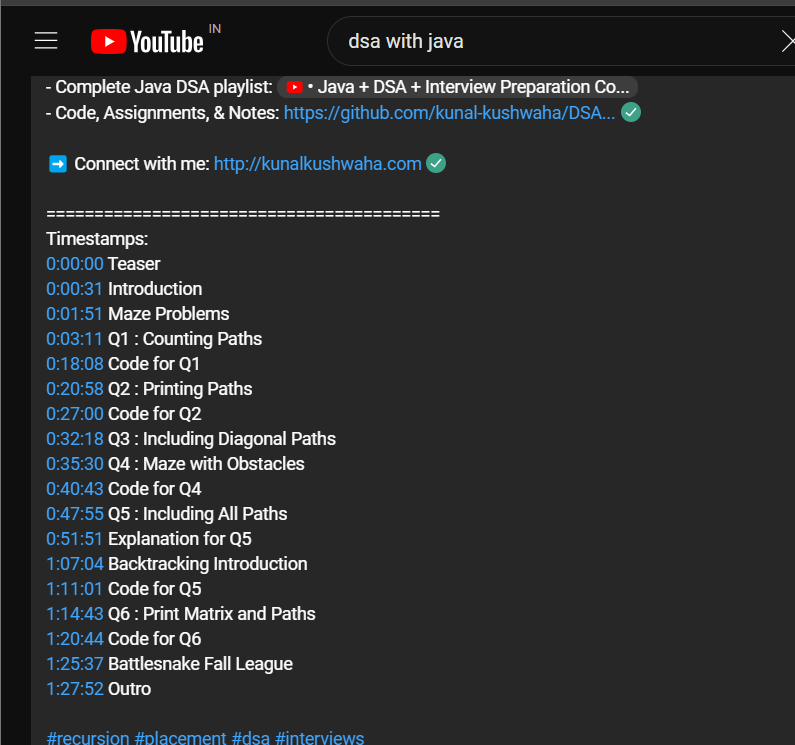 YouTube IN
dsa with java
- Complete Java DSA playlist: • Java + DSA + Interview Preparation Co...
- Code, Assignments, & Notes: https://github.com/kunal-kushwaha/DSA...
Connect with me: http://kunalkushwaha.com
=========================================
Timestamps:
0:00:00 Teaser
0:00:31 Introduction
0:01:51 Maze Problems
0:03:11 Q1 : Counting Paths
0:18:08 Code for Q1
0:20:58 Q2 : Printing Paths
0:27:00 Code for Q2
0:32:18 Q3 : Including Diagonal Paths
0:35:30 Q4 : Maze with Obstacles
0:40:43 Code for Q4
0:47:55 Q5 : Including All Paths
0:51:51 Explanation for Q5
1:07:04 Backtracking Introduction
1:11:01 Code for Q5
1:14:43 Q6 : Print Matrix and Paths
1:20:44 Code for Q6
1:25:37 Battlesnake Fall League
1:27:52 Outro
#recursion #placement #dsa #interviews